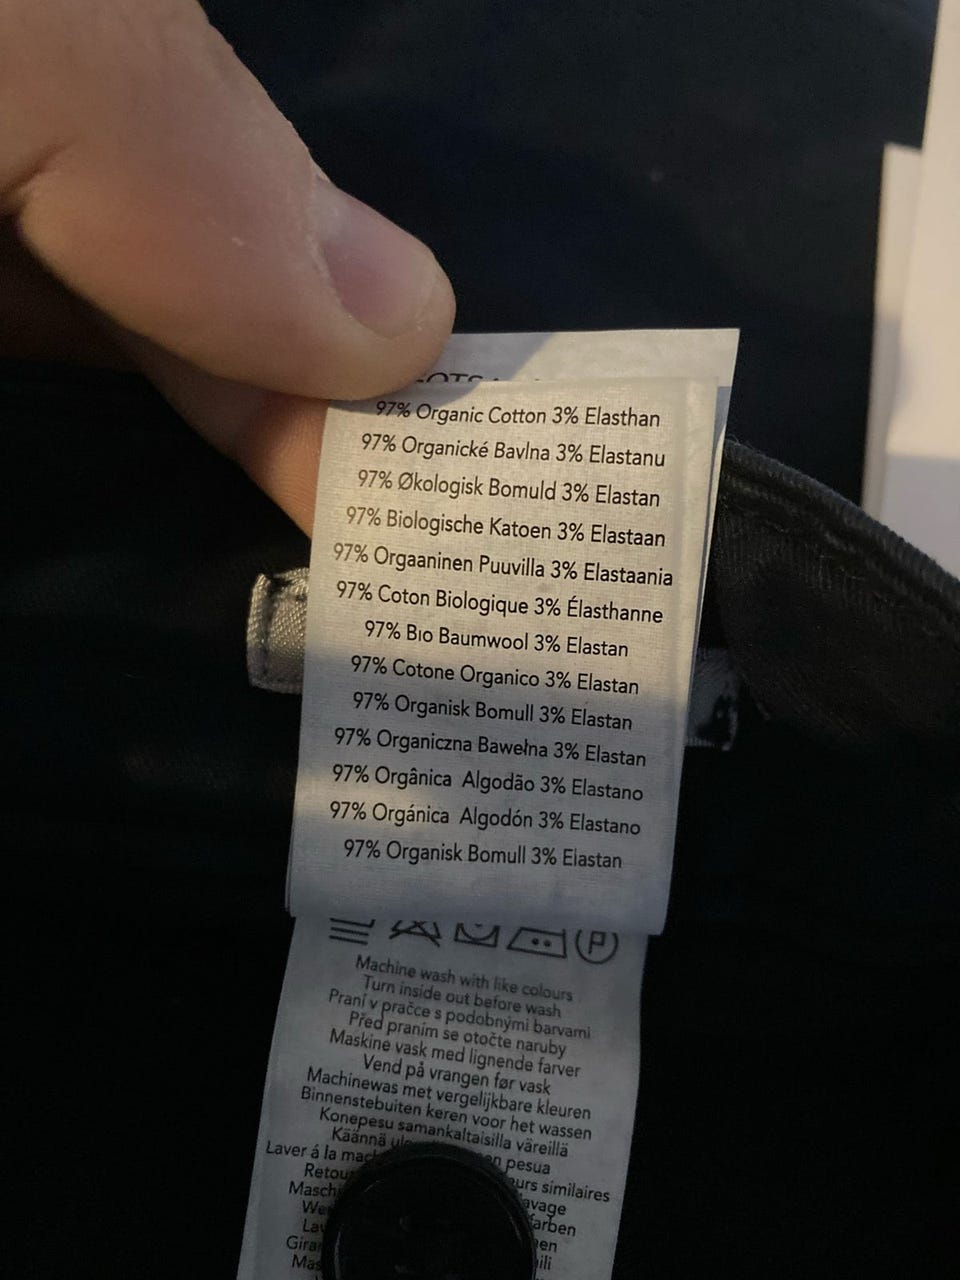 97% Organic Cotton 3% Elasthan
97% Organické Bavlna 3% Elastanu
97% Økologisk Bomuld 3% Elastan
97% Biologische Katoen 3% Elastaan
97% Orgaaninen Puuvilla 3% Elastaania
97% Coton Biologique 3% Élasthanne
97% Bıo Baumwool 3% Elastan
97% Cotone Organico 3% Elastan
97% Organisk Bomull 3% Elastan
97% Organiczna Bawełna 3% Elastan
97% Orgânica Algodão 3% Elastano
97% Orgánica Algodón 3% Elastano
97% Organisk Bomull 3% Elastan
P
Machine wash with like colours
Turn inside out before wash
Praní v pračce s podobnými barvami
Před praním se otočte naruby
Maskine vask med lignende farver
Vend på vrangen før vask
Machinewas met vergelijkbare kleuren
Binnenstebuiten keren voor het wassen
Konepesu samankaltaisilla väreillä
Käännä pesua
Laver á la similaires